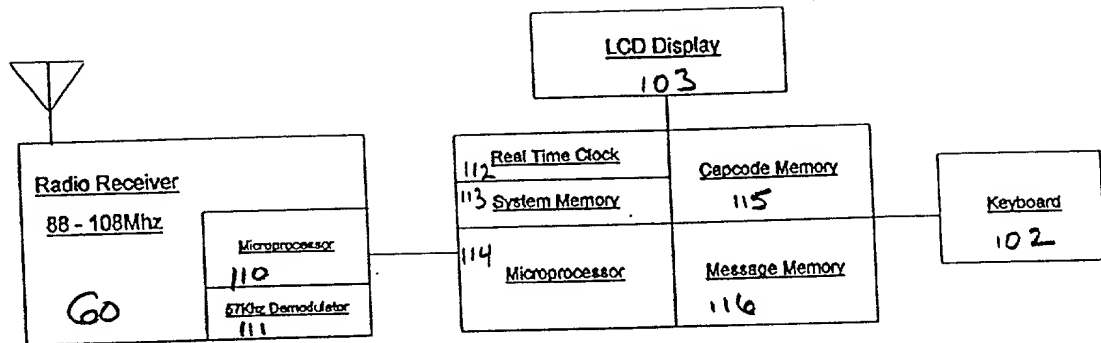 LCD Display
103
Radio Receiver
88 - 108Mhz
60
Microprocessor
110
57Khz Demodulator
111
112 Real Time Clock
113 System Memory
114
Microprocessor
Capcode Memory
115
Message Memory
116
Keyboard
102